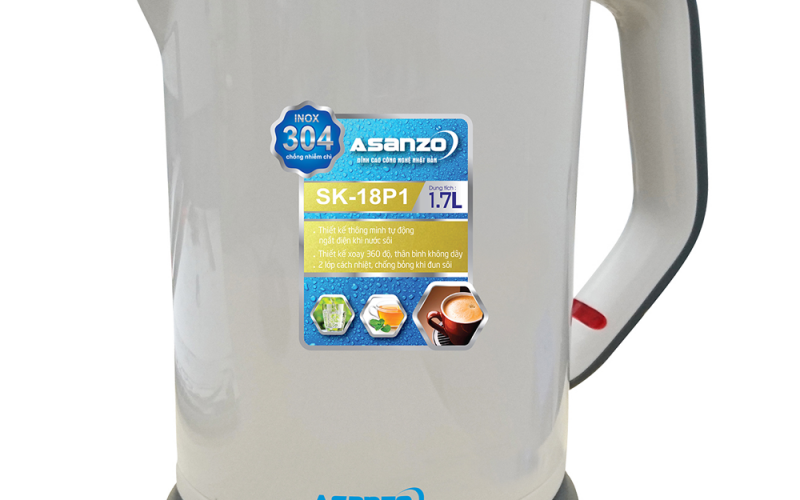 INOX
304
chống nhiễm chì
Asanzo
ĐỈNH CAO CÔNG NGHỆ NHẬT BẢN
SK-18P1
Dung tích :
1.7L
. Thiết kế thông minh tự động
ngắt điện khi nước sôi
. Thiết kế xoay 360 độ, thân bình không dây
. 2 lớp cách nhiệt, chống bỏng khi đun sôi
ASANZO